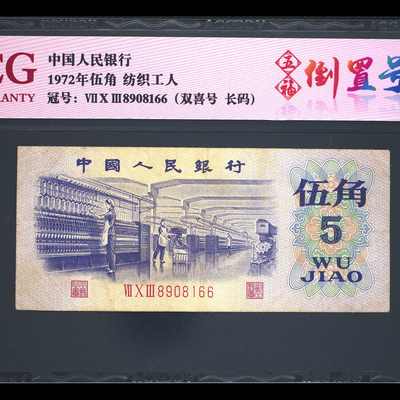 CG
RANTY
中国人民银行
1972年伍角 纺织工人
冠号：ⅦⅩⅢ8908166（双喜号 长码）
五福
倒置号
中國人民銀行
伍角
5
WU
JIAO
ⅦⅩⅢ8908166